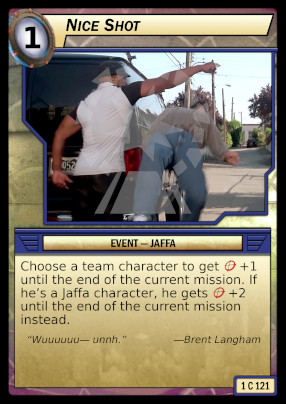 1
NICE SHOT
EVENT — JAFFA
Choose a team character to get +1
until the end of the current mission. If
he's a Jaffa character, he gets +2
until the end of the current mission
instead.
"Wuuuuuu— unnh." —Brent Langham
1 C 121